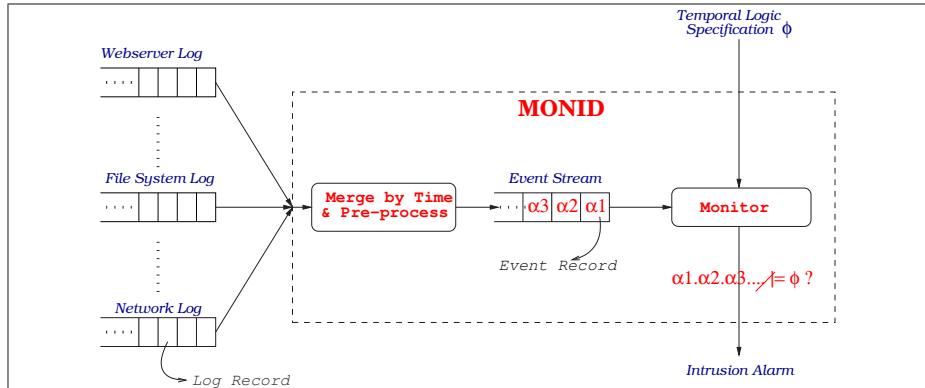 Temporal Logic
Specification ϕ
Webserver Log
....
MONID
File System Log
....
Merge by Time
& Pre-process
Event Stream
.... α3 α2 α1
Monitor
Event Record
α1.α2.α3.... ⊭ ϕ ?
Network Log
....
Log Record
Intrusion Alarm